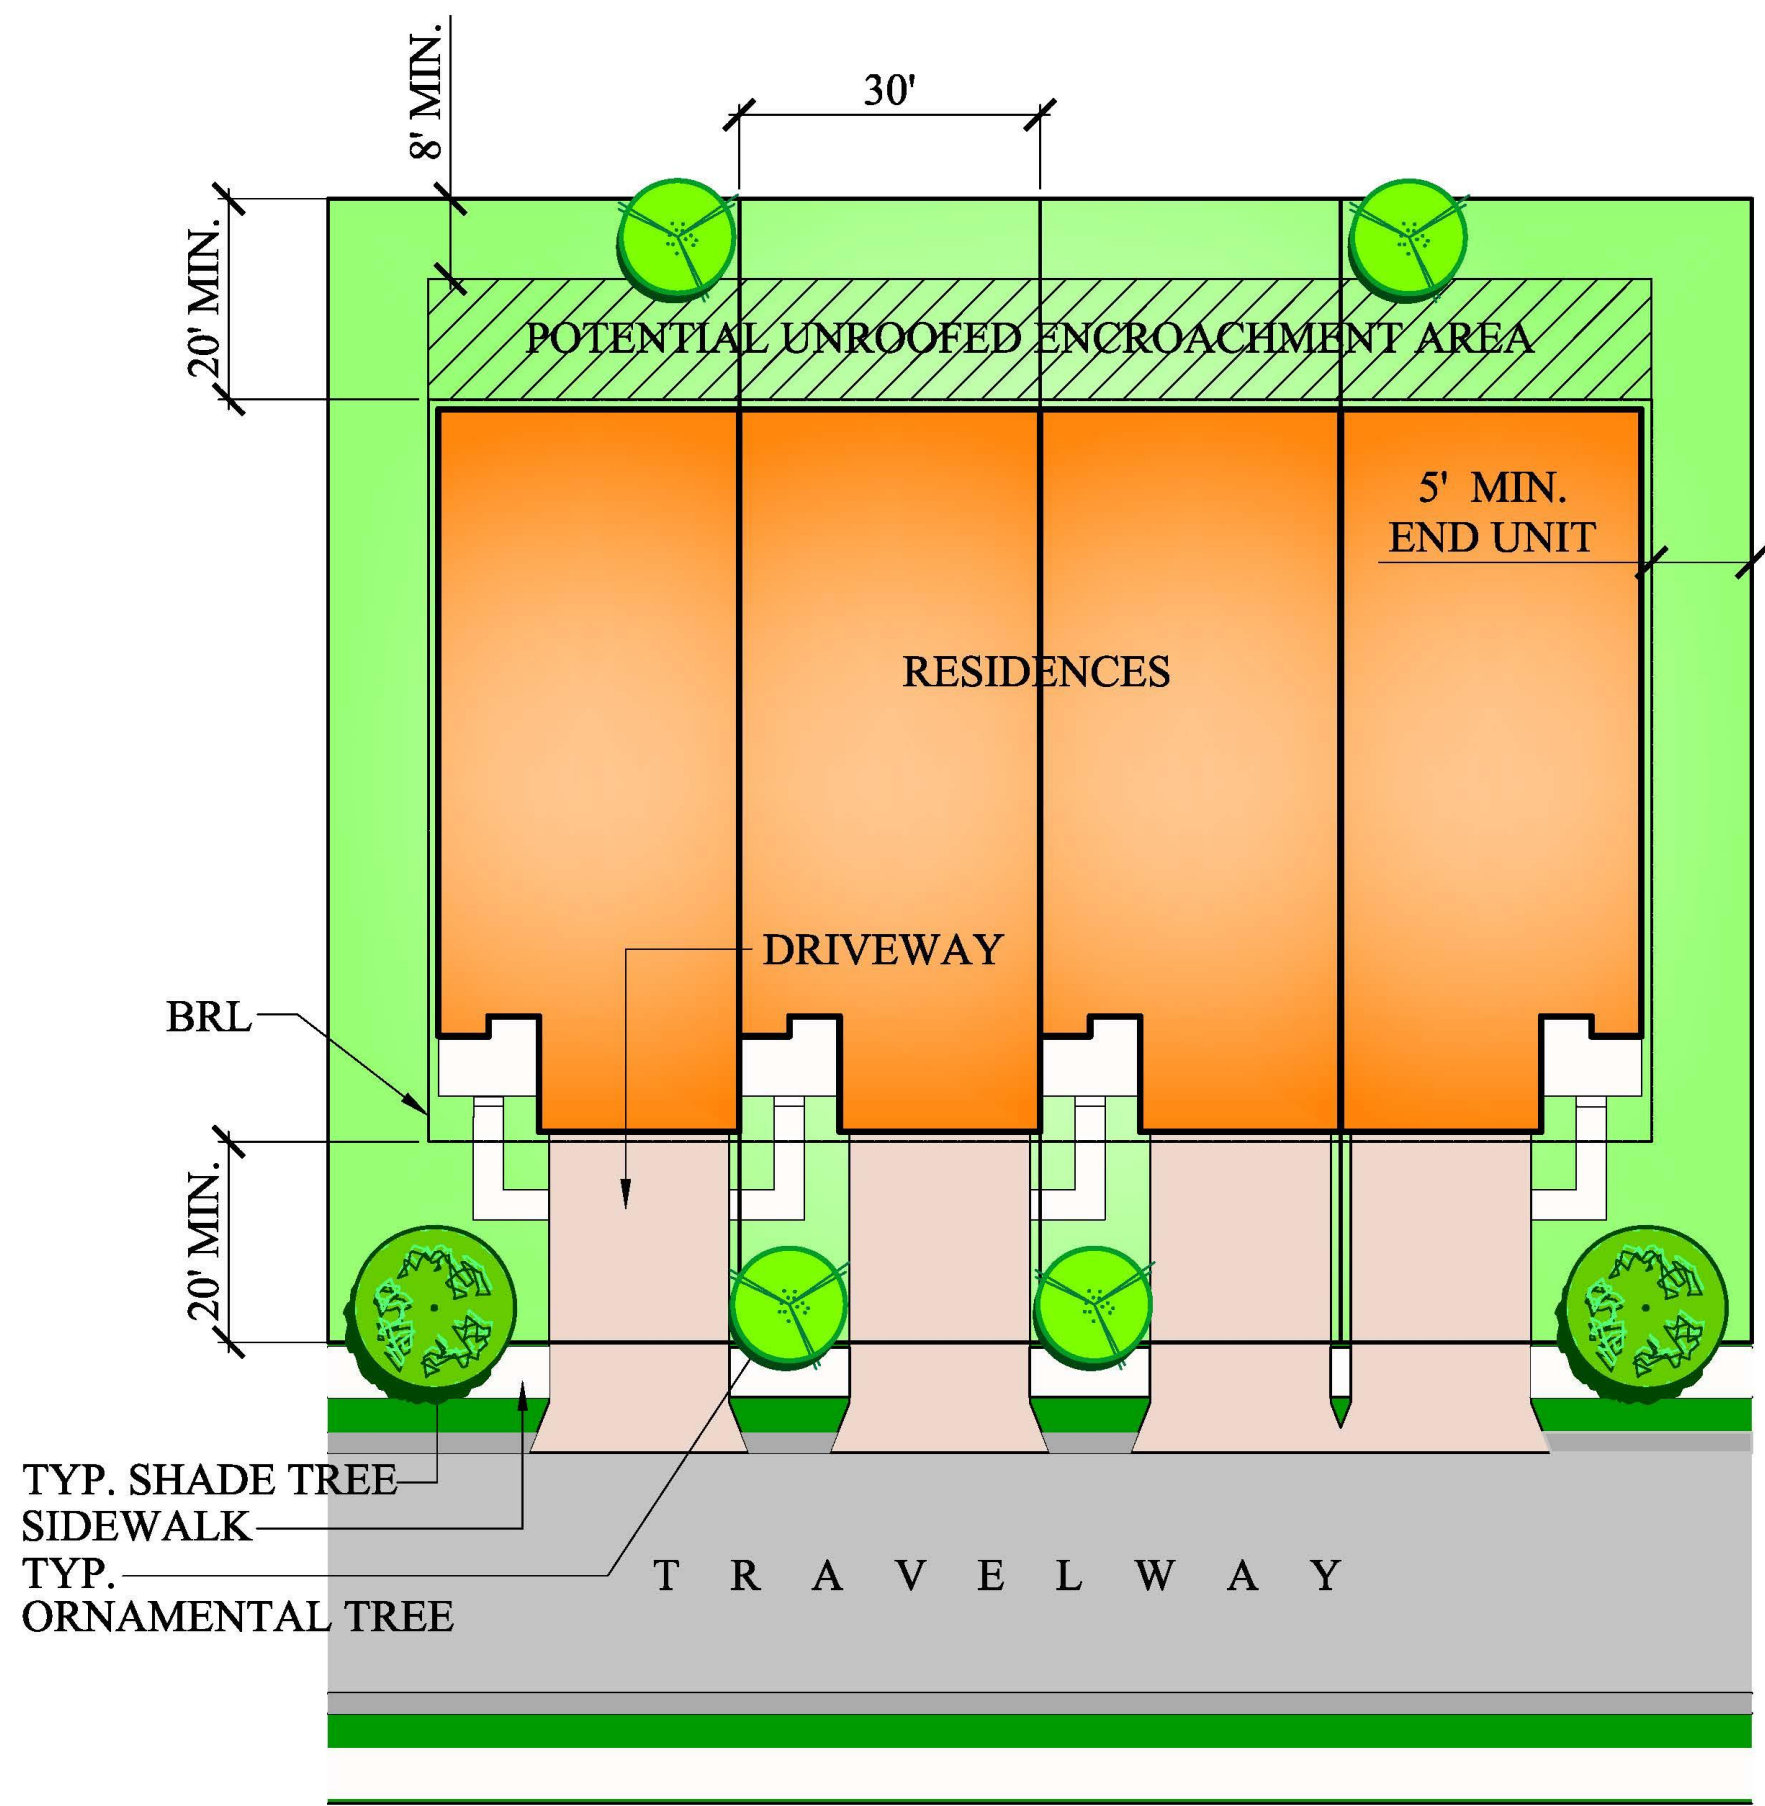 8' MIN.
30'
20' MIN.
POTENTIAL UNROOFED ENCROACHMENT AREA
5' MIN.
END UNIT
RESIDENCES
DRIVEWAY
BRL
20' MIN.
TYP. SHADE TREE
SIDEWALK
TYP.
ORNAMENTAL TREE
TRAVELWAY